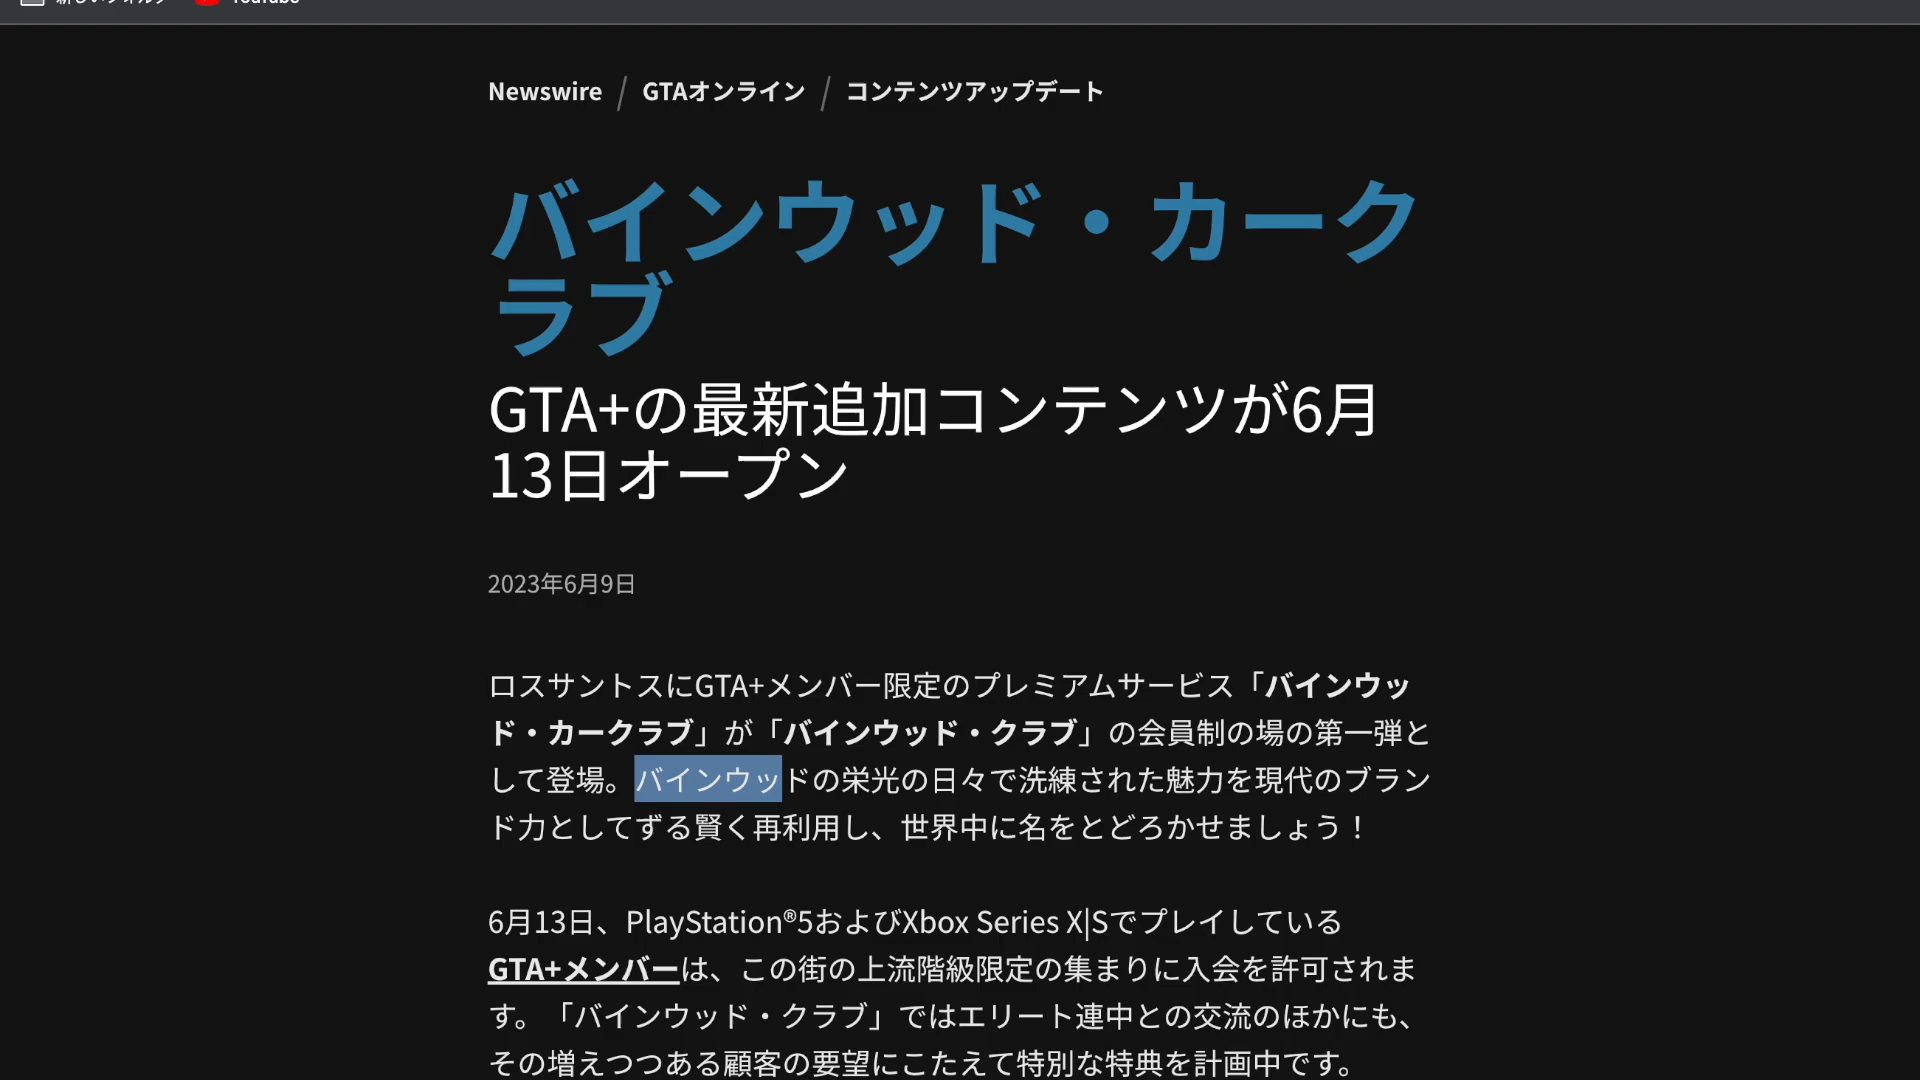 YouTube
Newswire / GTAオンライン / コンテンツアップデート
バインウッド・カーク
ラブ
GTA+の最新追加コンテンツが6月
13日オープン
2023年6月9日
ロスサントスにGTA+メンバー限定のプレミアムサービス「バインウッ
ド・カークラブ」が「バインウッド・クラブ」の会員制の場の第一弾と
して登場。バインウッドの栄光の日々で洗練された魅力を現代のブラン
ド力としてずる賢く再利用し、世界中に名をとどろかせましょう！
6月13日、PlayStation®5およびXbox Series X|Sでプレイしている
GTA+メンバーは、この街の上流階級限定の集まりに入会を許可されま
す。「バインウッド・クラブ」ではエリート連中との交流のほかにも、
その増えつつある顧客の要望にこたえて特別な特典を計画中です。